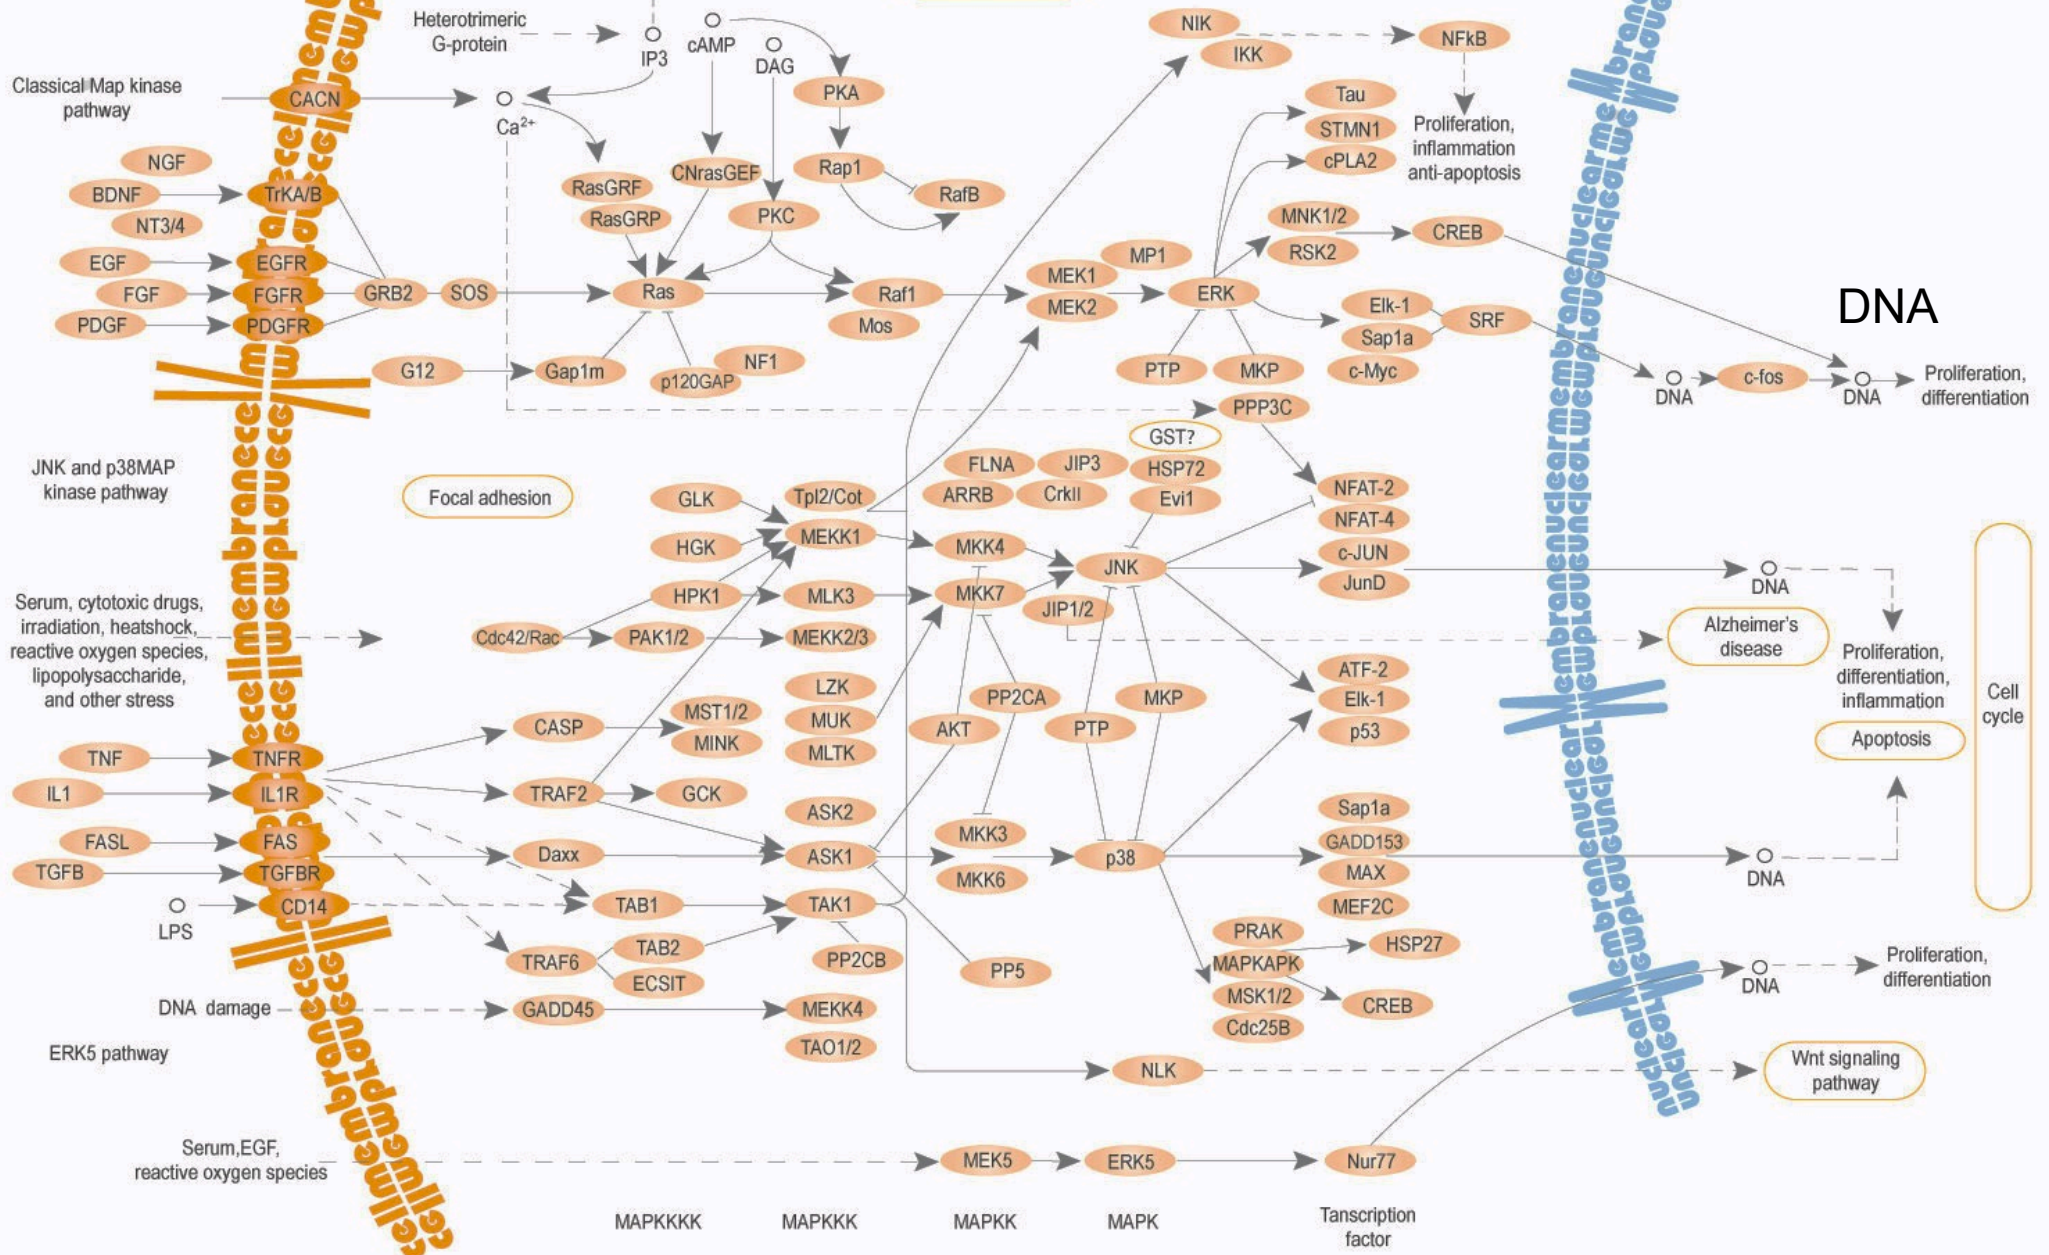 Heterotrimeric
G-protein
IP3
cAMP
DAG
NIK
IKK
NFkB
Classical Map kinase
pathway
CACN
Ca²⁺
PKA
Tau
STMN1
cPLA2
Proliferation,
inflammation
anti-apoptosis
NGF
BDNF
NT3/4
TrKA/B
RasGRF
RasGRP
CNrasGEF
PKC
Rap1
RafB
MNK1/2
RSK2
CREB
EGF
FGF
PDGF
EGFR
FGFR
PDGFR
GRB2
SOS
Ras
Raf1
Mos
MEK1
MEK2
MP1
ERK
Elk-1
Sap1a
c-Myc
SRF
DNA
G12
Gap1m
p120GAP
NF1
PTP
MKP
DNA
c-fos
DNA
Proliferation,
differentiation
PPP3C
JNK and p38MAP
kinase pathway
Focal adhesion
GLK
HGK
HPK1
Tpl2/Cot
MEKK1
MLK3
FLNA
JIP3
ARRB
CrkII
GST?
HSP72
Evi1
NFAT-2
NFAT-4
c-JUN
JunD
MKK4
MKK7
JNK
JIP1/2
DNA
Serum, cytotoxic drugs,
irradiation, heatshock,
reactive oxygen species,
lipopolysaccharide,
and other stress
Cdc42/Rac
PAK1/2
MEKK2/3
Alzheimer's
disease
Proliferation,
differentiation,
inflammation
Cell
cycle
LZK
MUK
MLTK
PP2CA
AKT
PTP
MKP
ATF-2
Elk-1
p53
Apoptosis
TNF
IL1
FASL
TGFB
LPS
TNFR
IL1R
FAS
TGFBR
CD14
CASP
MST1/2
MINK
TRAF2
GCK
Daxx
ASK2
ASK1
MKK3
MKK6
p38
Sap1a
GADD153
MAX
MEF2C
DNA
TAB1
TAK1
TRAF6
TAB2
ECSIT
PP2CB
PP5
PRAK
MAPKAPK
MSK1/2
Cdc25B
HSP27
CREB
DNA
Proliferation,
differentiation
DNA damage
GADD45
MEKK4
TAO1/2
ERK5 pathway
NLK
Wnt signaling
pathway
Serum,EGF,
reactive oxygen species
MEK5
ERK5
Nur77
MAPKKKK
MAPKKK
MAPKK
MAPK
Tanscription
factor